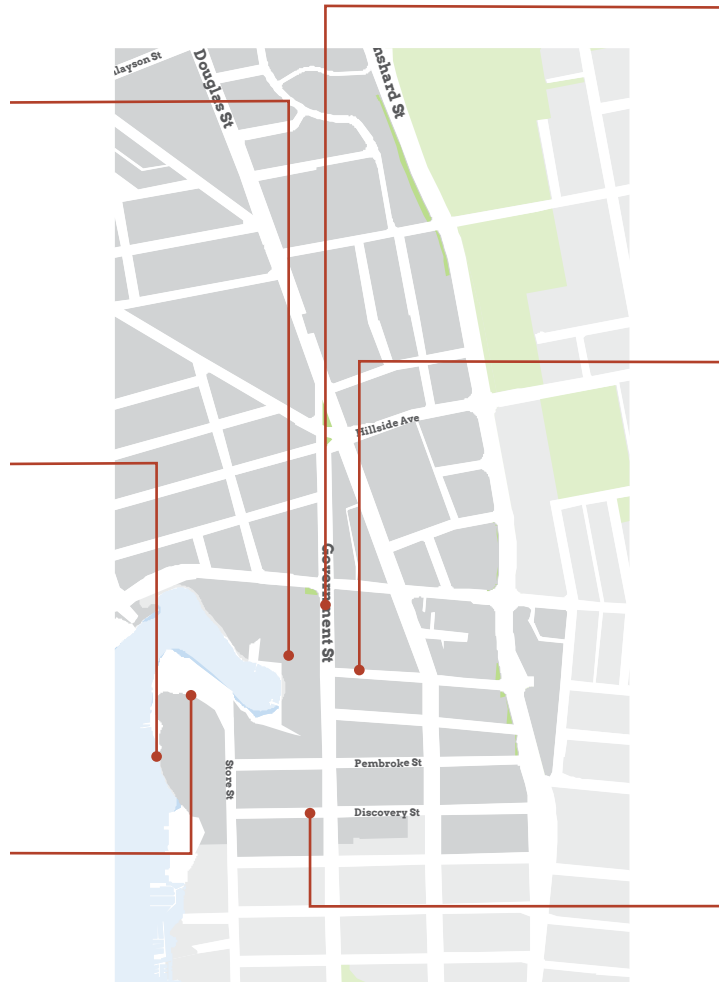 layson St
Douglas St
nshard St
Hillside Ave
Government St
Store St
Pembroke St
Discovery St